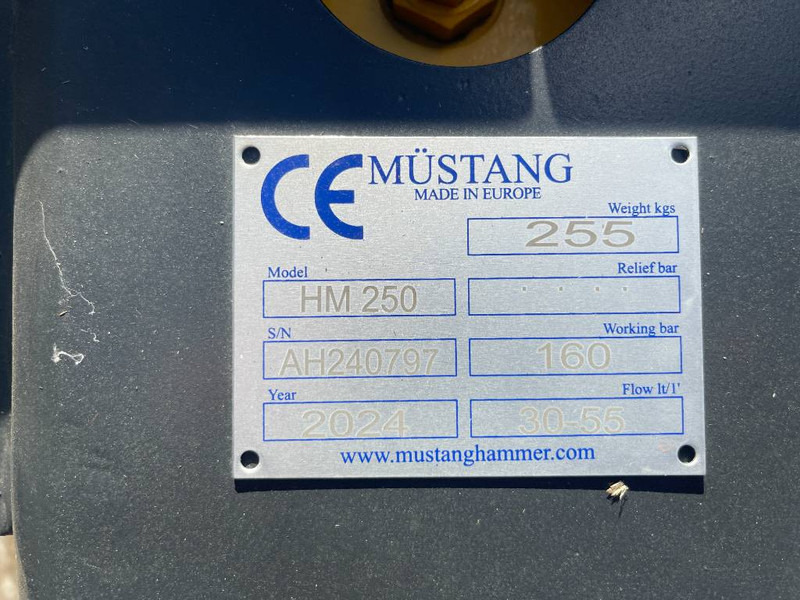 CE MÜSTANG
MADE IN EUROPE
Weight kgs
255
Model
Relief bar
HM 250
. . . .
S/N
Working bar
AH240797
160
Year
Flow lt/1'
2024
30-55
www.mustanghammer.com